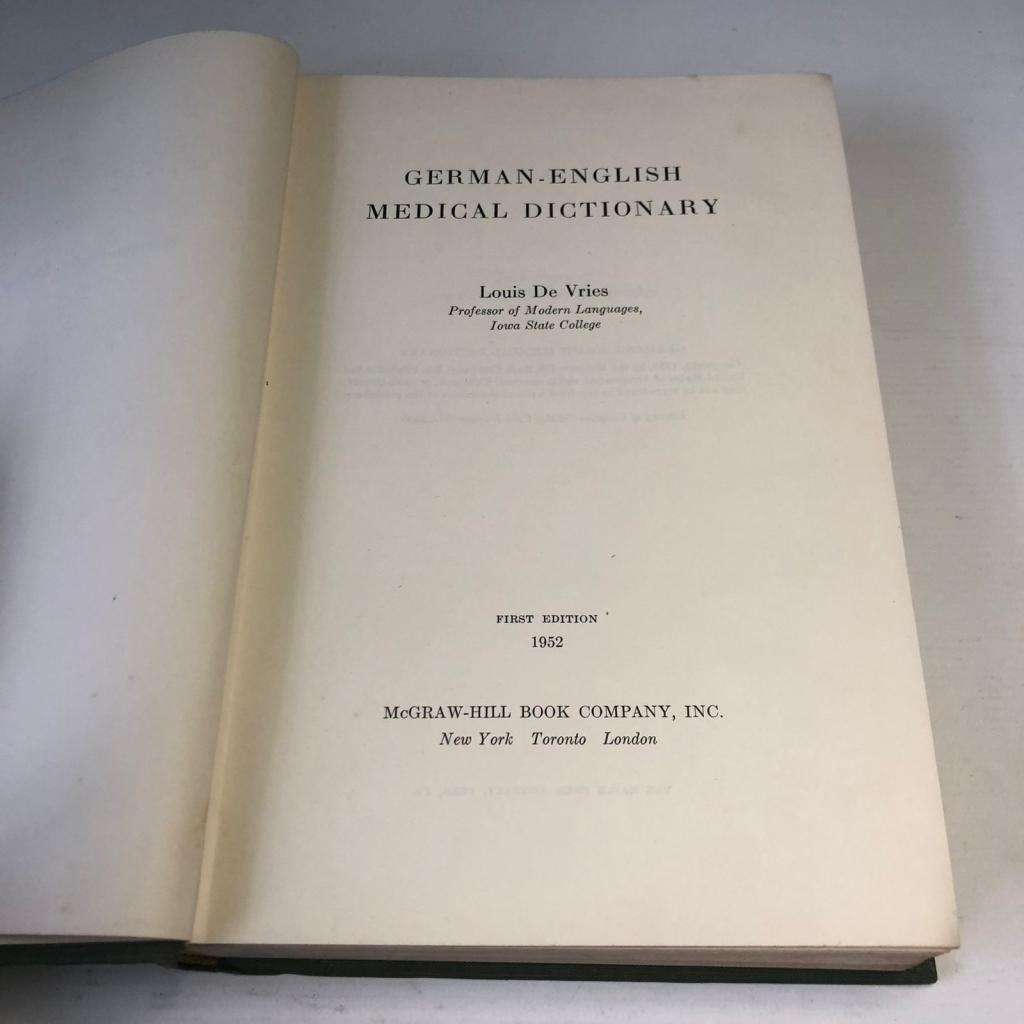 GERMAN-ENGLISH
MEDICAL DICTIONARY
Louis De Vries
Professor of Modern Languages,
Iowa State College
FIRST EDITION
1952
McGRAW-HILL BOOK COMPANY, INC.
New York Toronto London